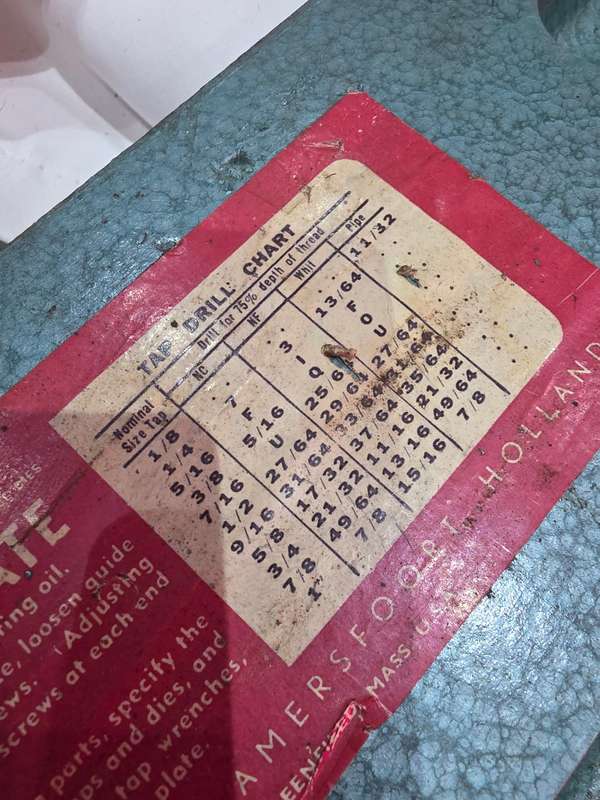 TAP DRILL CHART
Nominal Size Tap
Drill for 75% depth of thread
NC NF Whit Pipe
1/8 11/32
1/4 7 3 13/64
5/16 F I F
3/8 5/16 Q O
7/16 U 25/64 U
1/2 27/64 29/64 27/64
9/16 31/64 33/64
5/8 17/32 37/64 35/64
3/4 21/32 11/16 21/32
7/8 49/64 13/16 49/64
1" 7/8 15/16 7/8
ATE
ring oil.
e, loosen guide
ws. (Adjusting
screws at each end
parts, specify the
ps and dies, and
tap wrenches,
plate.
AMERSFOORT HOLLAND
MASS. U.S.A.